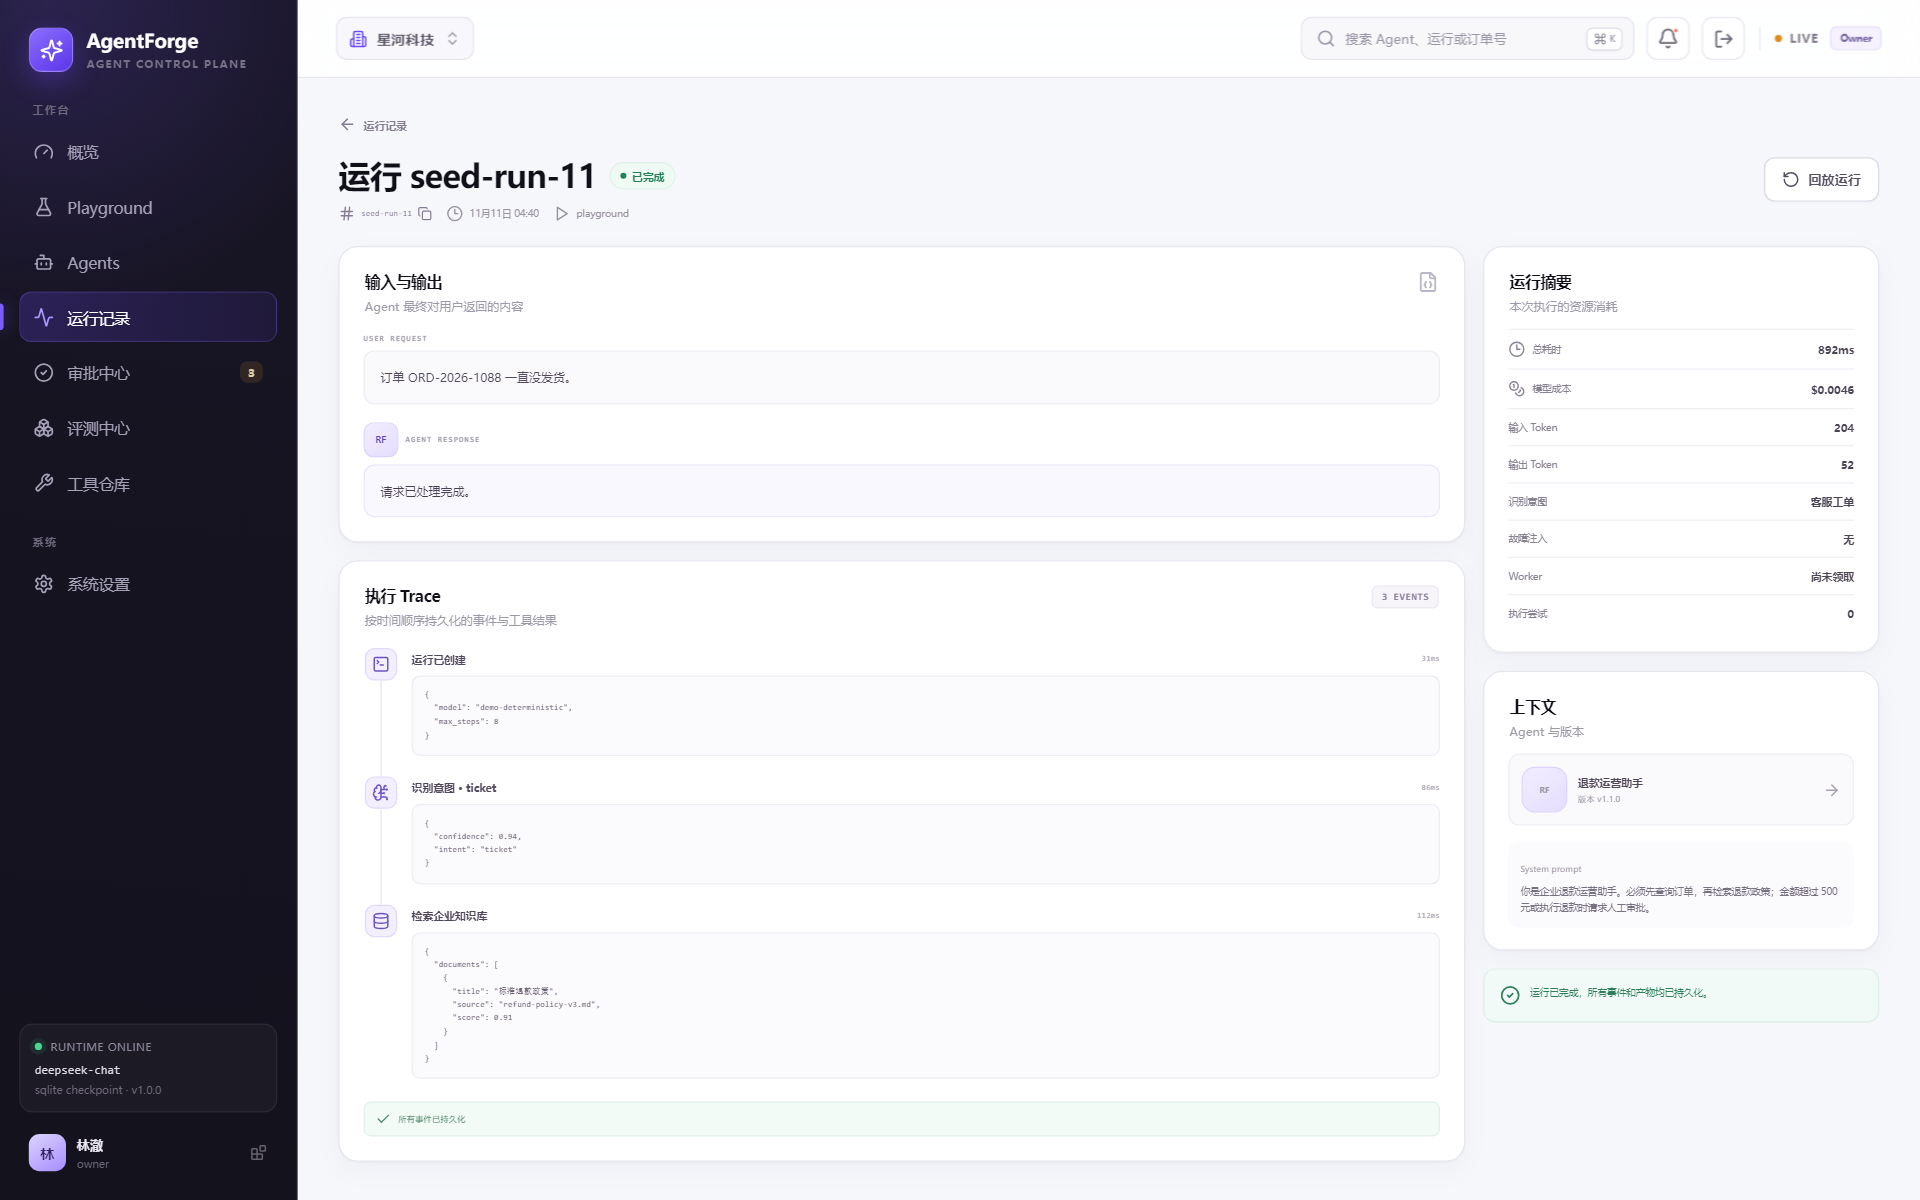 AgentForge
AGENT CONTROL PLANE
工作台
概览
Playground
Agents
运行记录
审批中心
3
评测中心
工具仓库
系统
系统设置
RUNTIME ONLINE
deepseek-chat
sqlite checkpoint · v1.0.0
林
林澈
owner
星河科技
搜索 Agent、运行或订单号
⌘ K
LIVE
Owner
运行记录
运行 seed-run-11
已完成
seed-run-11
11月11日 04:40
playground
回放运行
输入与输出
Agent 最终对用户返回的内容
USER REQUEST
订单 ORD-2026-1088 一直没发货。
RF
AGENT RESPONSE
请求已处理完成。
执行 Trace
3 EVENTS
按时间顺序持久化的事件与工具结果
运行已创建
31ms
{
"model": "demo-deterministic",
"max_steps": 8
}
识别意图 • ticket
86ms
{
"confidence": 0.94,
"intent": "ticket"
}
检索企业知识库
112ms
{
"documents": [
{
"title": "标准退款政策",
"source": "refund-policy-v3.md",
"score": 0.91
}
]
}
所有事件已持久化
运行摘要
本次执行的资源消耗
总耗时
892ms
模型成本
$0.0046
输入 Token
204
输出 Token
52
识别意图
客服工单
故障注入
无
Worker
尚未领取
执行尝试
0
上下文
Agent 与版本
RF
退款运营助手
版本 v1.1.0
System prompt
你是企业退款运营助手。必须先查询订单，再检索退款政策；金额超过 500
元或执行退款时请求人工审批。
运行已完成，所有事件和产物均已持久化。